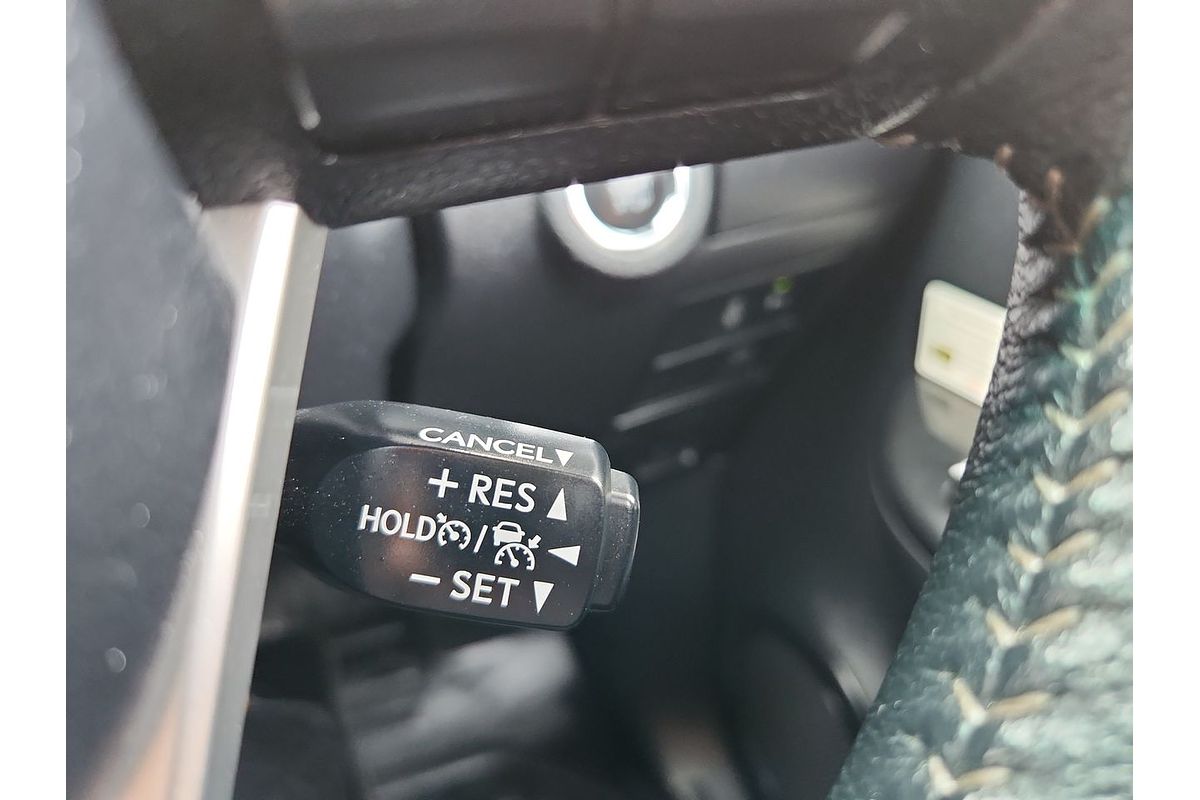 CANCEL▼
+ RES ▲
HOLD / ◀
− SET ▼